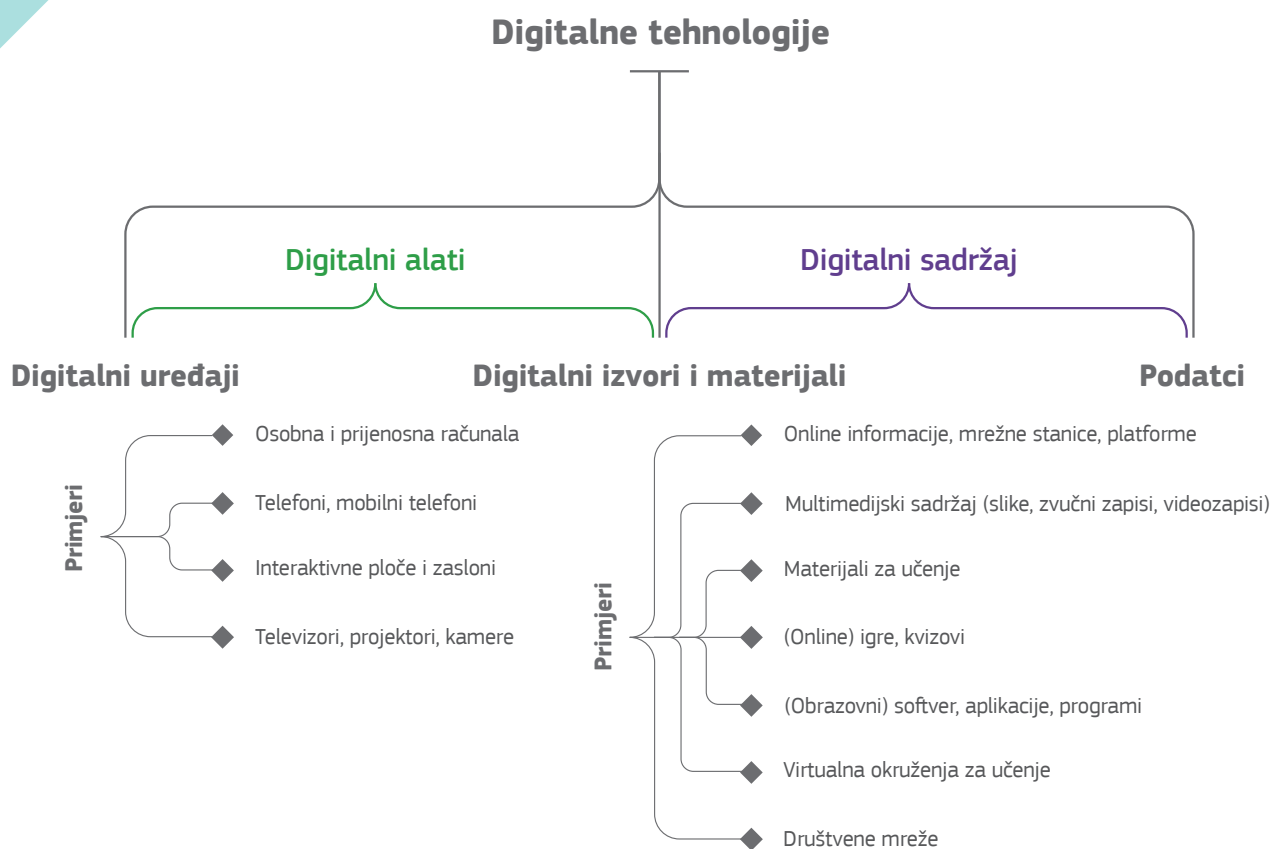 Digitalne tehnologije
Digitalni alati
Digitalni sadržaj
Digitalni uređaji
Digitalni izvori i materijali
Podatci
Primjeri
Osobna i prijenosna računala
Telefoni, mobilni telefoni
Interaktivne ploče i zasloni
Televizori, projektori, kamere
Primjeri
Online informacije, mrežne stanice, platforme
Multimedijski sadržaj (slike, zvučni zapisi, videozapisi)
Materijali za učenje
(Online) igre, kvizovi
(Obrazovni) softver, aplikacije, programi
Virtualna okruženja za učenje
Društvene mreže